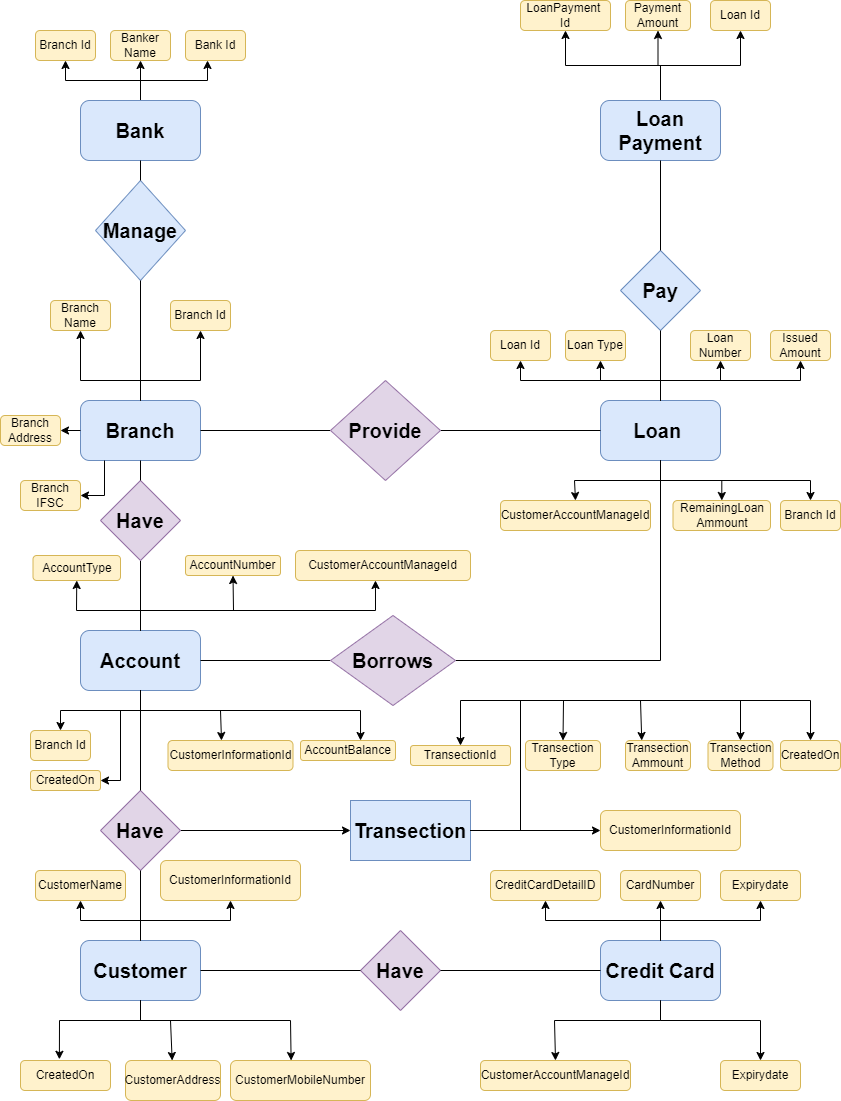 LoanPayment
Id
Payment
Amount
Loan Id
Branch Id
Banker
Name
Bank Id
Bank
Loan
Payment
Manage
Pay
Branch
Name
Branch Id
Loan Id
Loan Type
Loan
Number
Issued
Amount
Branch
Address
Branch
Provide
Loan
Branch
IFSC
Have
CustomerAccountManageId
RemainingLoan
Ammount
Branch Id
AccountType
AccountNumber
CustomerAccountManageId
Account
Borrows
Branch Id
CustomerInformationId
AccountBalance
TransectionId
Transection
Type
Transection
Ammount
Transection
Method
CreatedOn
CreatedOn
Have
Transection
CustomerInformationId
CustomerName
CustomerInformationId
CreditCardDetailID
CardNumber
Expirydate
Customer
Have
Credit Card
CreatedOn
CustomerAddress
CustomerMobileNumber
CustomerAccountManageId
Expirydate